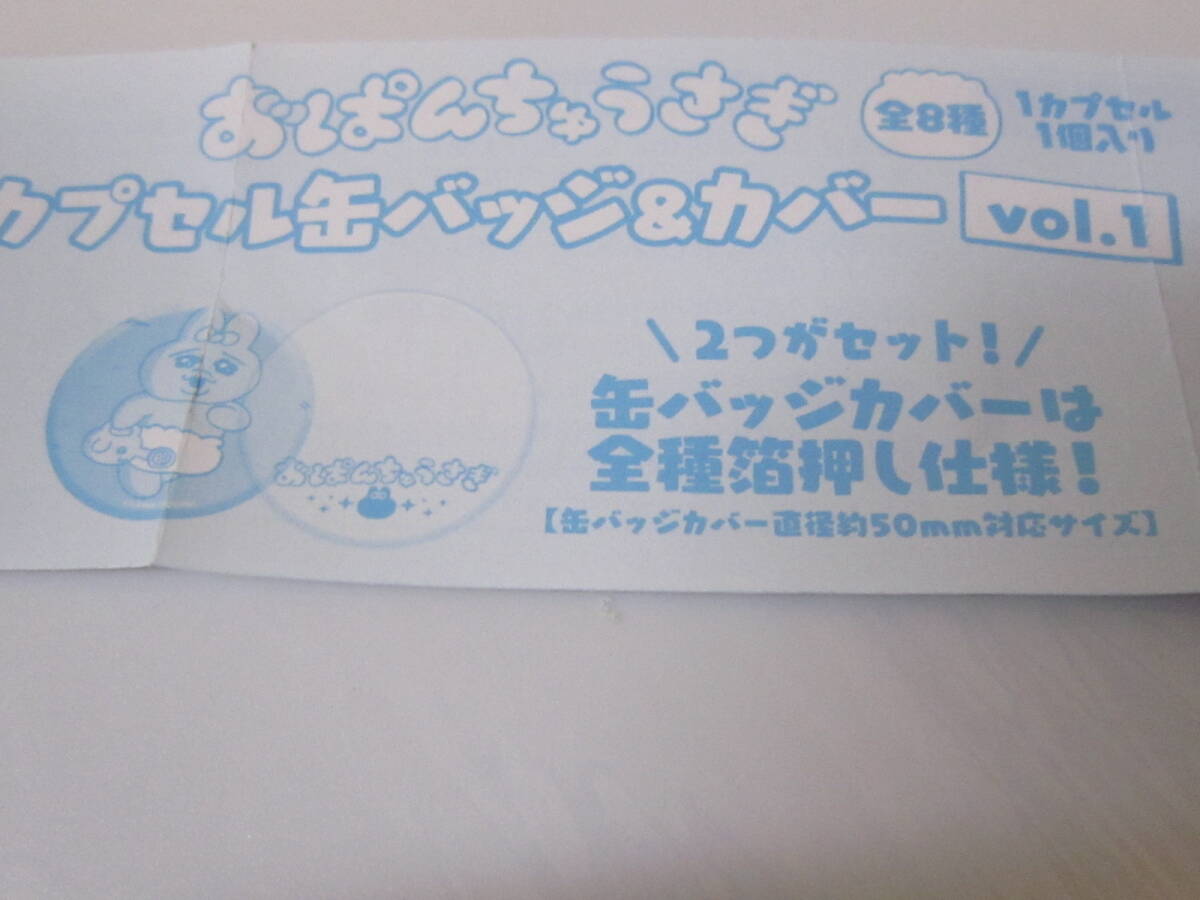 おぱんちゅうさぎ
全8種
1カプセル
1個入り
カプセル缶バッジ&カバー vol.1
おぱんちゅうさぎ
\2つがセット!/
缶バッジカバーは
全種箔押し仕様!
【缶バッジカバー直径約50mm対応サイズ】